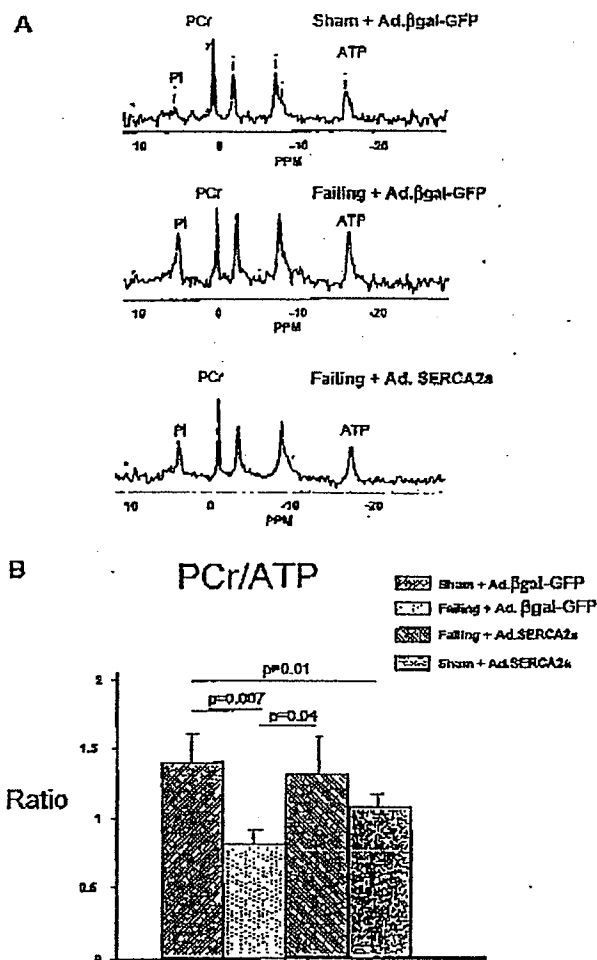 A
PCr
Sham + Ad.βgal-GFP
Pi
ATP
10 0 -10 -20
PPM
PCr
Failing + Ad.βgal-GFP
Pi
ATP
10 0 -10 -20
PPM
PCr
Failing + Ad. SERCA2a
Pi
ATP
10 0 -10 -20
PPM
B
PCr/ATP
Sham + Ad.βgal-GFP
Failing + Ad. βgal-GFP
Failing + Ad.SERCA2a
Sham + Ad.SERCA2a
p=0.01
p=0.007
p=0.04
2
1.5
Ratio
1
0.5
0